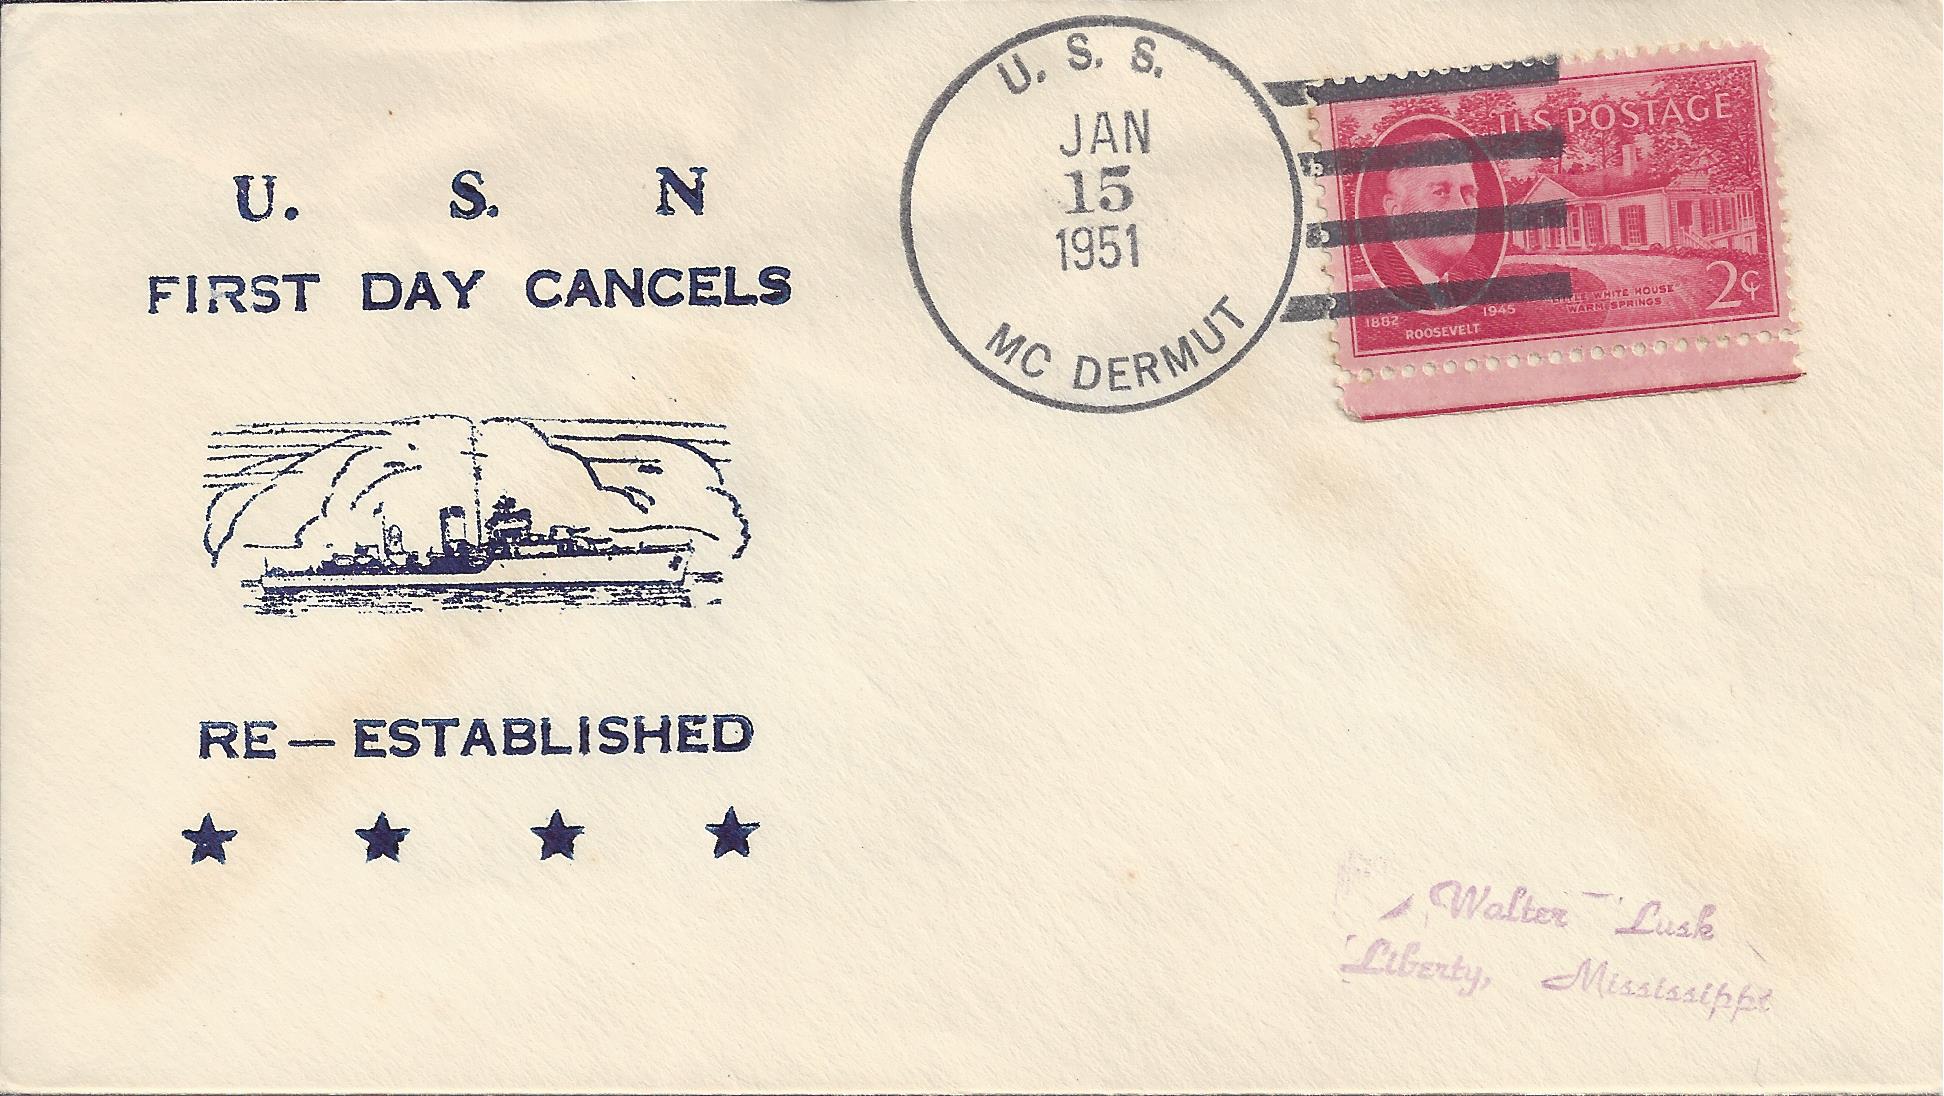 U. S. N
FIRST DAY CANCELS
RE—ESTABLISHED
U. S. S.
JAN
15
1951
MC DERMUT
U.S. POSTAGE
2¢
1882 ROOSEVELT 1945
LITTLE WHITE HOUSE
WARM SPRINGS
Walter Lusk
Liberty, Mississippi